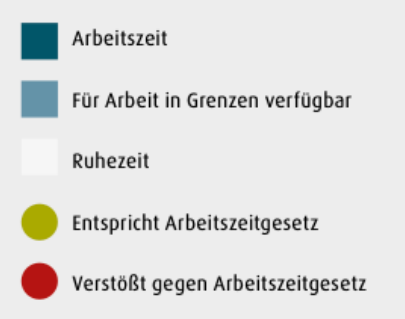 Arbeitszeit
Für Arbeit in Grenzen verfügbar
Ruhezeit
Entspricht Arbeitszeitgesetz
Verstößt gegen Arbeitszeitgesetz